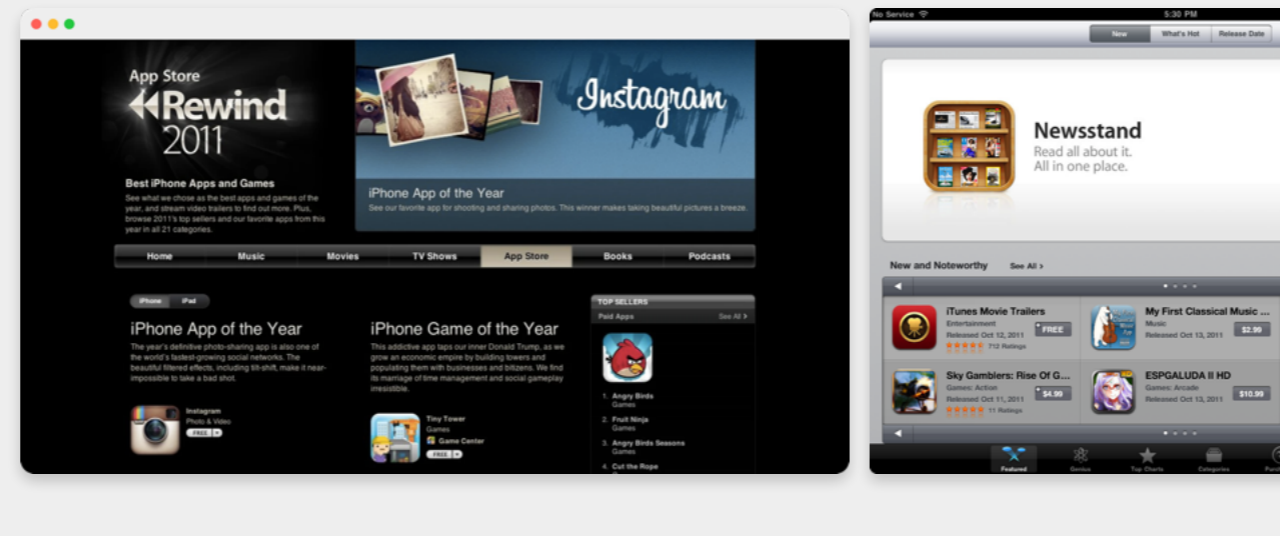 App Store
Rewind
2011
Best iPhone Apps and Games
See what we chose as the best apps and games of the
year, and stream video trailers to find out more. Plus,
browse 2011's top sellers and our favorite apps from this
year in all 21 categories.
Instagram
iPhone App of the Year
See our favorite app for shooting and sharing photos. This winner makes taking beautiful pictures a breeze.
Home Music Movies TV Shows App Store Books Podcasts
iPhone iPad
iPhone App of the Year
The year's definitive photo-sharing app is also one of
the world's fastest-growing social networks. The
beautiful filtered effects, including tilt-shift, make it near-
impossible to take a bad shot.
Instagram
Photo & Video
FREE
iPhone Game of the Year
This addictive app taps our inner Donald Trump, as we
grow an economic empire by building towers and
populating them with businesses and bitizens. We find
its marriage of time management and social gameplay
irresistible.
Tiny Tower
Games
Game Center
FREE
TOP SELLERS
Paid Apps See All >
1. Angry Birds
Games
2. Fruit Ninja
Games
3. Angry Birds Seasons
Games
4. Cut the Rope
No Service 5:30 PM
New What's Hot Release Date
Newsstand
Read all about it.
All in one place.
New and Noteworthy See All >
iTunes Movie Trailers
Entertainment
Released Oct 12, 2011
712 Ratings
+ FREE
My First Classical Music ...
Music
Released Oct 13, 2011
$2.99
Sky Gamblers: Rise Of G...
Games: Action
Released Oct 11, 2011
11 Ratings
+ $4.99
ESPGALUDA II HD
Games: Arcade
Released Oct 13, 2011
$10.99
Featured Genius Top Charts Categories